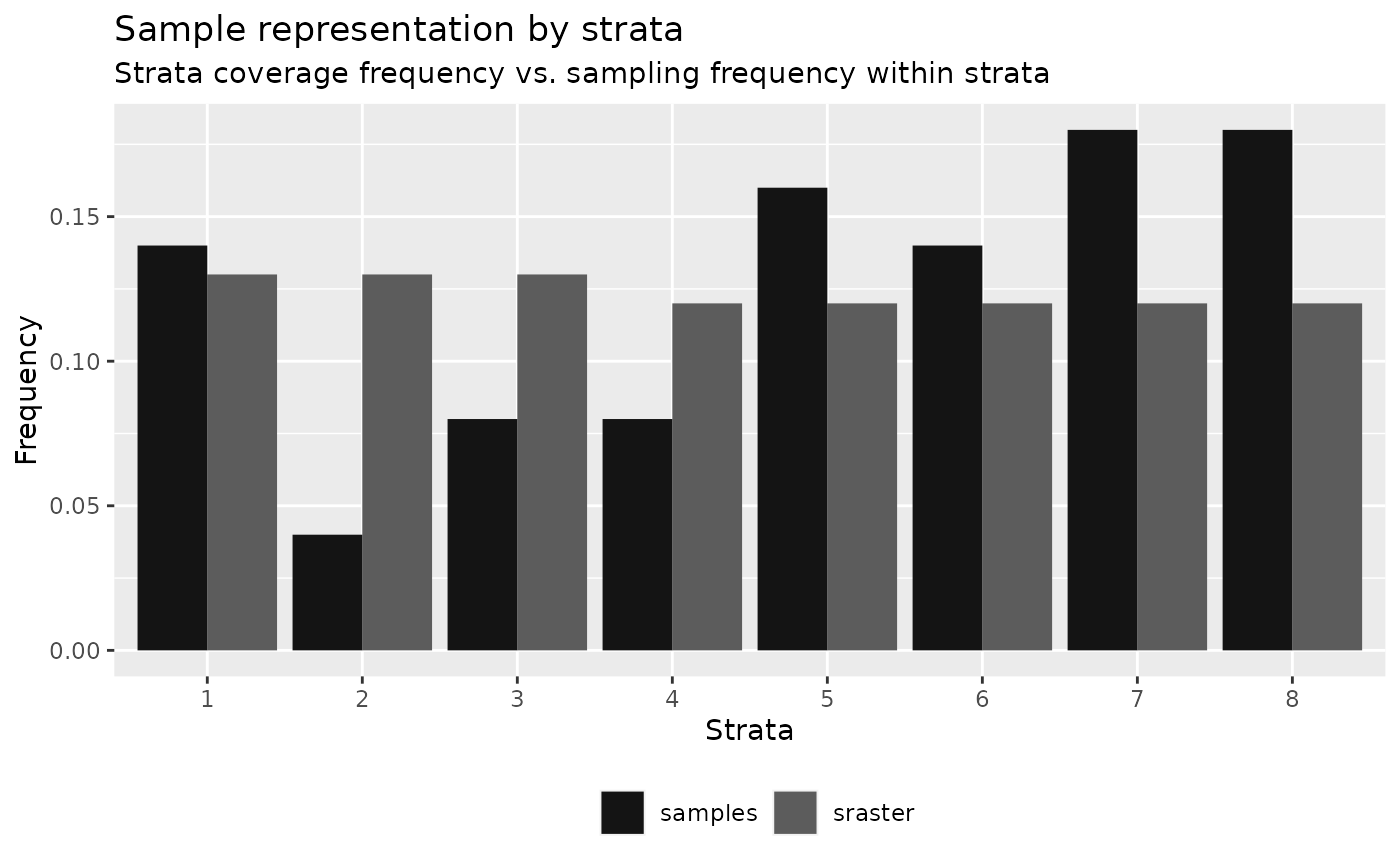 Sample representation by strata
Strata coverage frequency vs. sampling frequency within strata
Frequency
0.15
0.10
0.05
0.00
1 2 3 4 5 6 7 8
Strata
samples sraster